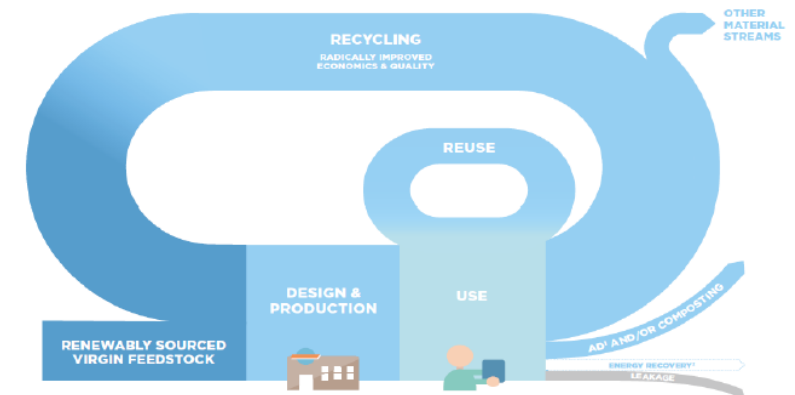 OTHER
MATERIAL
STREAMS
RECYCLING
RADICALLY IMPROVED
ECONOMICS & QUALITY
REUSE
DESIGN &
PRODUCTION
USE
RENEWABLY SOURCED
VIRGIN FEEDSTOCK
AD¹ AND/OR COMPOSTING
ENERGY RECOVERY²
LEAKAGE